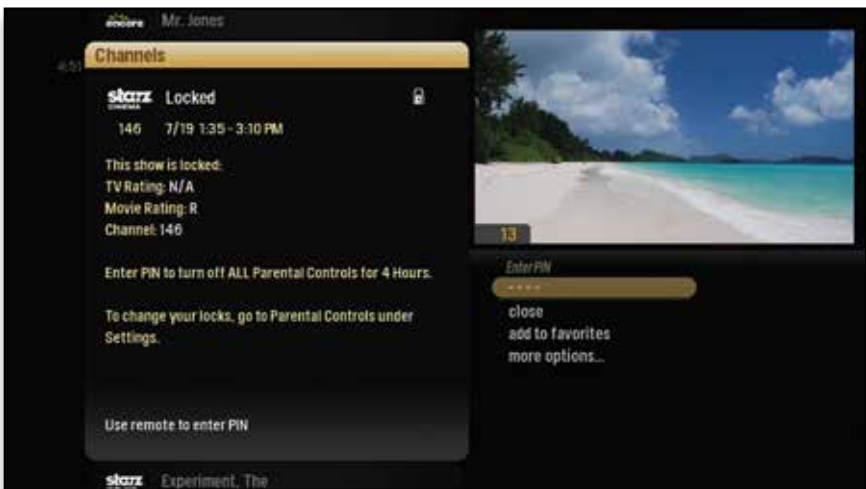 encore Mr. Jones
Channels
starz Locked
CINEMA
146 7/19 1:35 - 3:10 PM
This show is locked:
TV Rating: N/A
Movie Rating: R
Channel: 146
Enter PIN to turn off ALL Parental Controls for 4 Hours.
To change your locks, go to Parental Controls under
Settings.
Use remote to enter PIN
13
Enter PIN
- - - -
close
add to favorites
more options...
starz Experiment, The